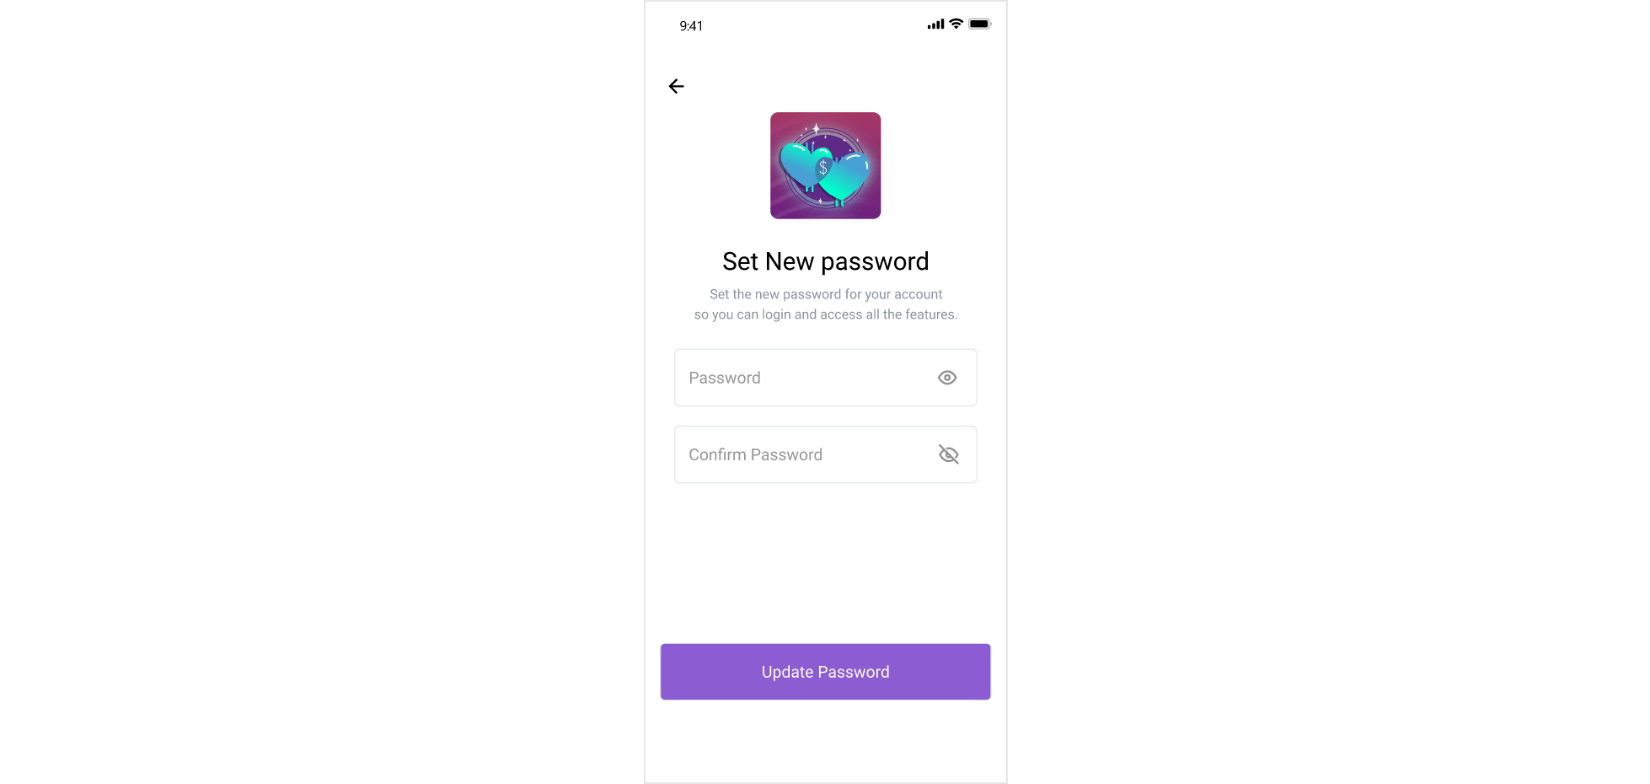 9:41
$
Set New password
Set the new password for your account
so you can login and access all the features.
Password
Confirm Password
Update Password